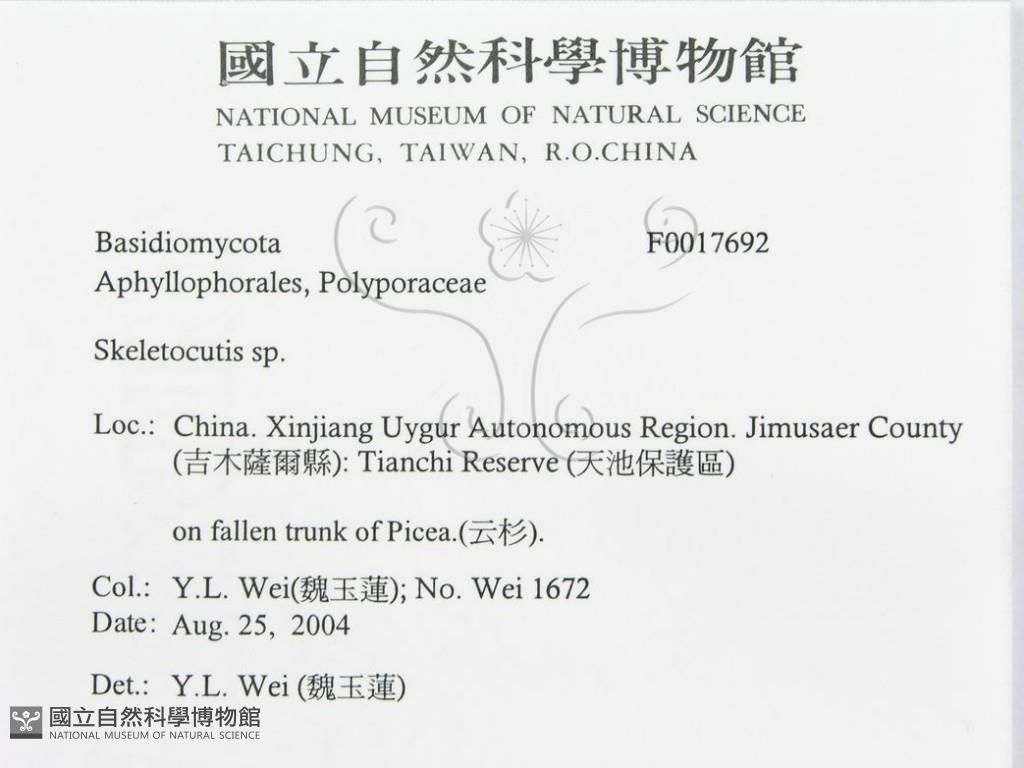 國立自然科學博物館
NATIONAL MUSEUM OF NATURAL SCIENCE
TAICHUNG, TAIWAN, R.O.CHINA
Basidiomycota F0017692
Aphyllophorales, Polyporaceae
Skeletocutis sp.
Loc.: China. Xinjiang Uygur Autonomous Region. Jimusaer County
(吉木薩爾縣): Tianchi Reserve (天池保護區)
on fallen trunk of Picea.(云杉).
Col.: Y.L. Wei(魏玉蓮); No. Wei 1672
Date: Aug. 25, 2004
Det.: Y.L. Wei (魏玉蓮)
國立自然科學博物館
NATIONAL MUSEUM OF NATURAL SCIENCE